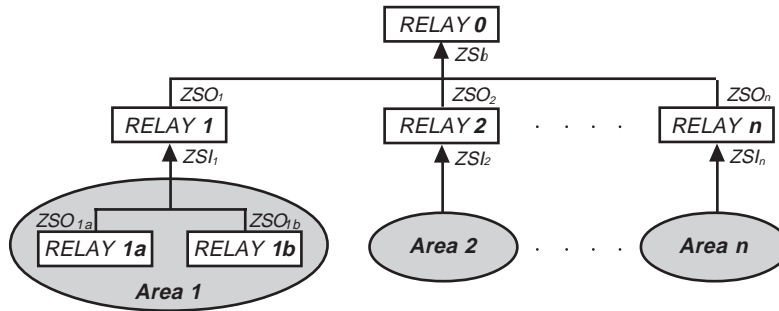 RELAY 0
ZSI0
ZSO1 ZSO2 ZSOn
RELAY 1 RELAY 2 . . . . RELAY n
ZSI1 ZSI2 ZSIn
ZSO1a ZSO1b
RELAY 1a RELAY 1b Area 2 . . . . Area n
Area 1